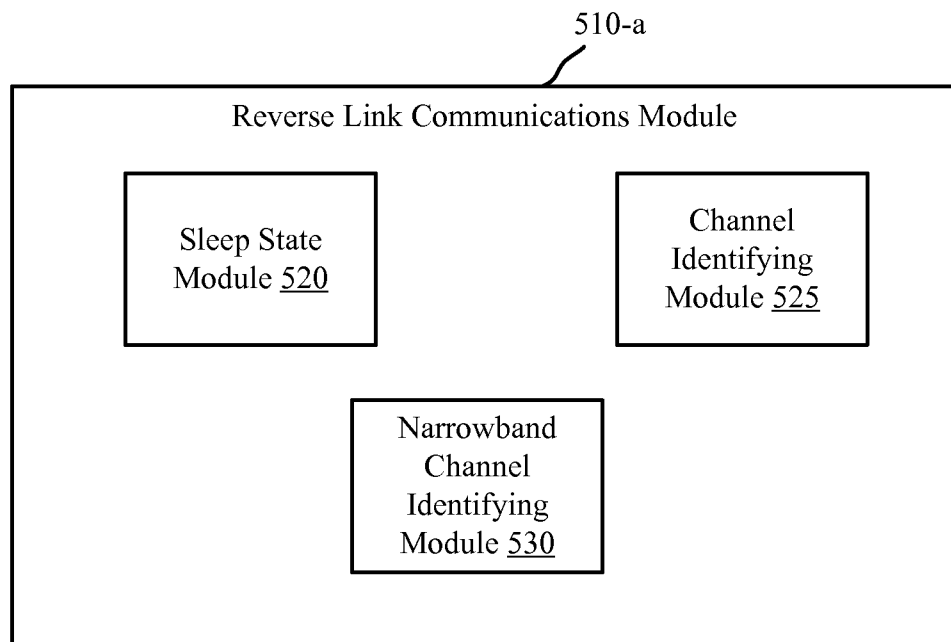 510-a
Reverse Link Communications Module
Sleep State
Module 520
Channel
Identifying
Module 525
Narrowband
Channel
Identifying
Module 530